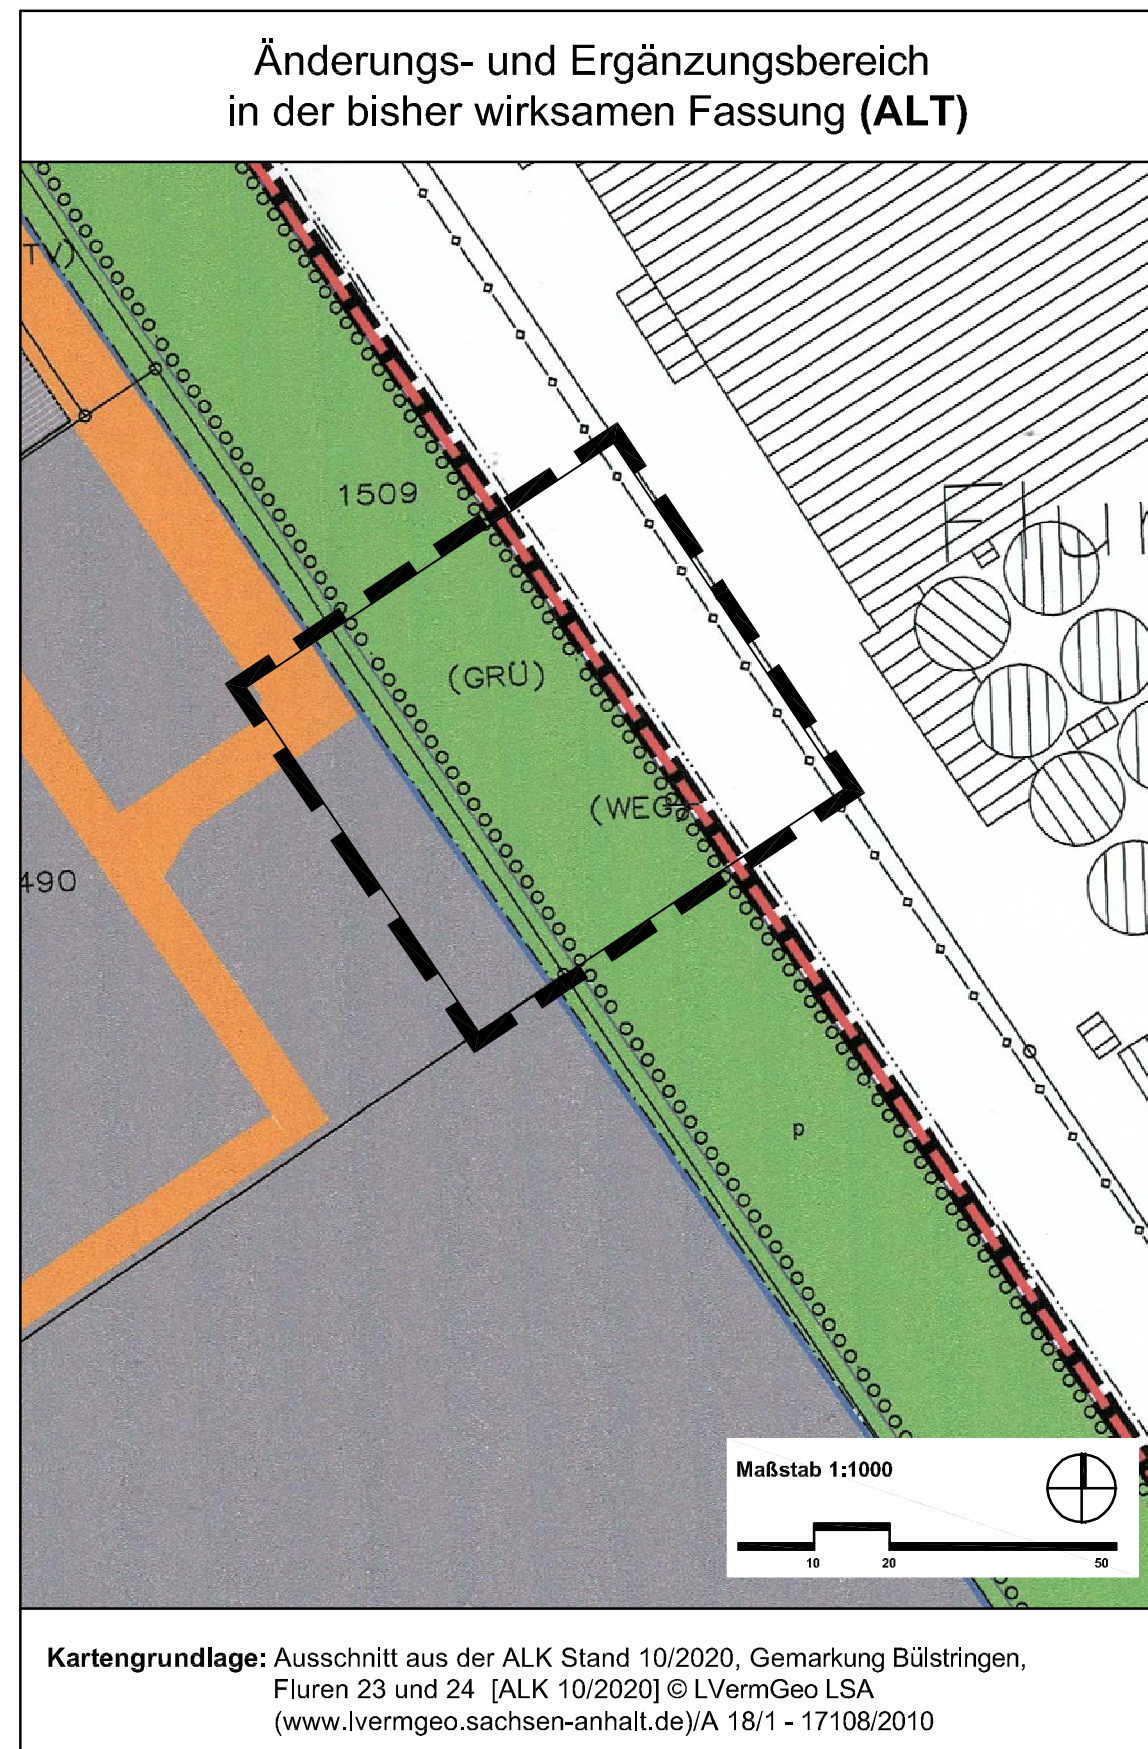 Änderungs- und Ergänzungsbereich
in der bisher wirksamen Fassung (ALT)
TV)
1509
Flur
(GRÜ)
(WEG)
490
p
Maßstab 1:1000
10 20 50
Kartengrundlage: Ausschnitt aus der ALK Stand 10/2020, Gemarkung Bülstringen,
Fluren 23 und 24 [ALK 10/2020] © LVermGeo LSA
(www.lvermgeo.sachsen-anhalt.de)/A 18/1 - 17108/2010